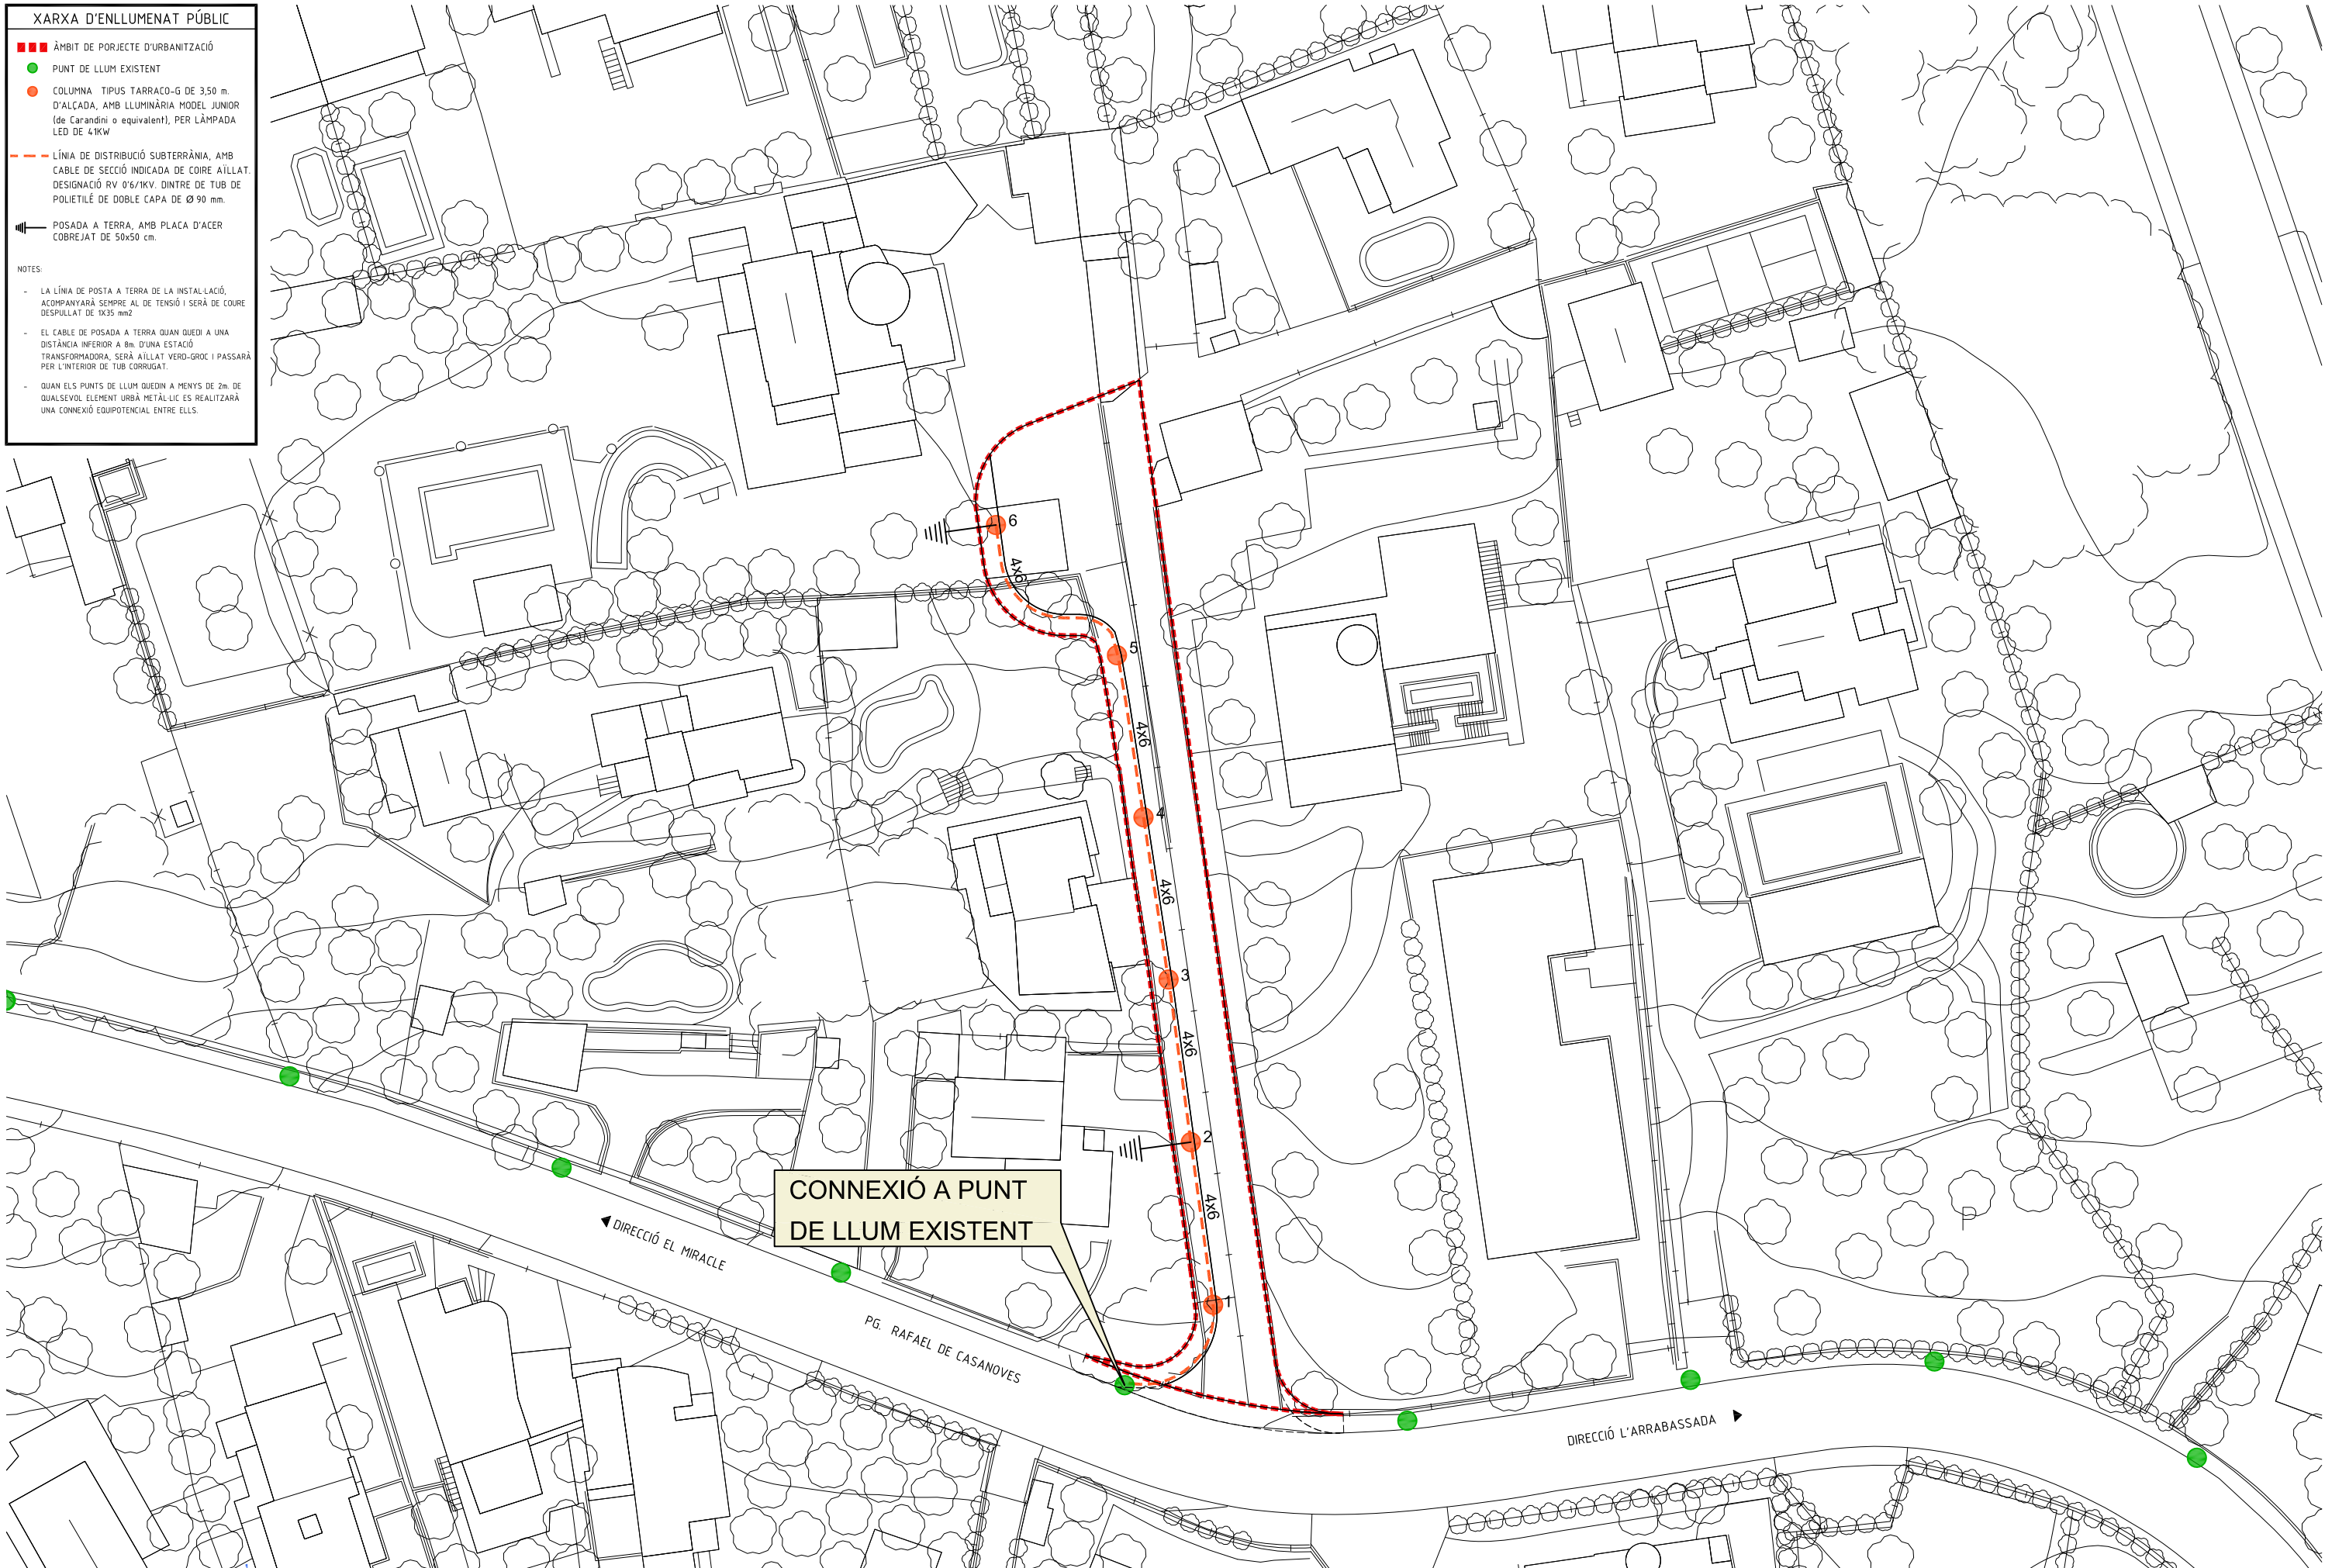 XARXA D'ENLLUMENAT PÚBLIC
ÀMBIT DE PORJECTE D'URBANITZACIÓ
PUNT DE LLUM EXISTENT
COLUMNA TIPUS TARRACO-G DE 3,50 m.
D'ALÇADA, AMB LLUMINÀRIA MODEL JUNIOR
(de Carandini o equivalent), PER LÀMPADA
LED DE 41KW
LÍNIA DE DISTRIBUCIÓ SUBTERRÀNIA, AMB
CABLE DE SECCIÓ INDICADA DE COIRE AÏLLAT.
DESIGNACIÓ RV 0'6/1KV. DINTRE DE TUB DE
POLIETILÈ DE DOBLE CAPA DE Ø 90 mm.
POSADA A TERRA, AMB PLACA D'ACER
COBREJAT DE 50x50 cm.
NOTES:
- LA LÍNIA DE POSTA A TERRA DE LA INSTAL·LACIÓ,
ACOMPANYARÀ SEMPRE AL DE TENSIÓ I SERÀ DE COURE
DESPULLAT DE 1X35 mm2
- EL CABLE DE POSADA A TERRA QUAN QUEDI A UNA
DISTÀNCIA INFERIOR A 8m. D'UNA ESTACIÓ
TRANSFORMADORA, SERÀ AÏLLAT VERD-GROC I PASSARÀ
PER L'INTERIOR DE TUB CORRUGAT.
- QUAN ELS PUNTS DE LLUM QUEDIN A MENYS DE 2m. DE
QUALSEVOL ELEMENT URBÀ METÀL·LIC ES REALITZARÀ
UNA CONNEXIÓ EQUIPOTENCIAL ENTRE ELLS.
6
4x6
5
4x6
4
4x6
3
4x6
2
4x6
1
CONNEXIÓ A PUNT
DE LLUM EXISTENT
P
DIRECCIÓ EL MIRACLE
PG. RAFAEL DE CASANOVES
DIRECCIÓ L'ARRABASSADA